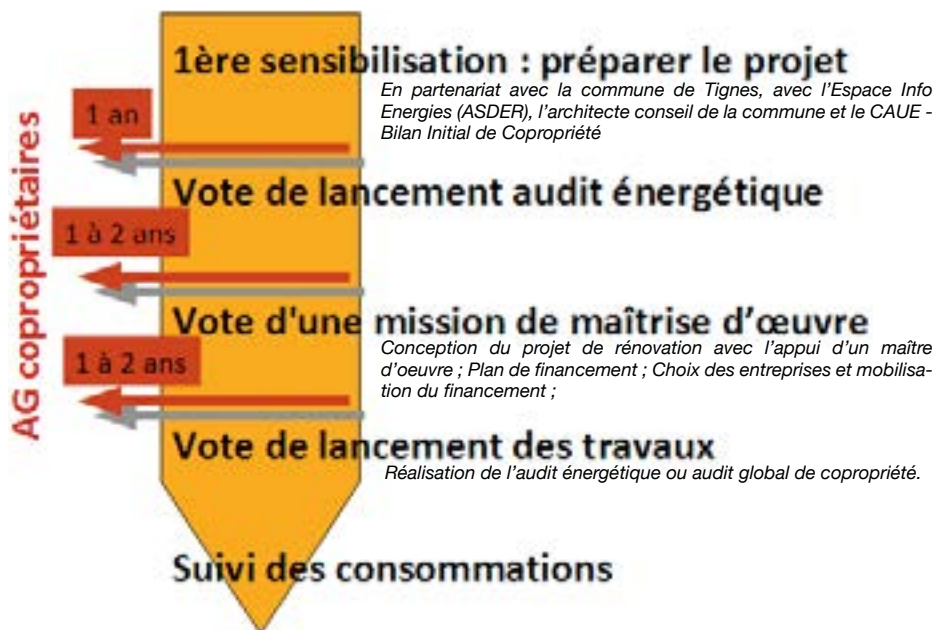 AG copropriétaires
1ère sensibilisation : préparer le projet
En partenariat avec la commune de Tignes, avec l'Espace Info
Energies (ASDER), l'architecte conseil de la commune et le CAUE -
Bilan Initial de Copropriété
1 an
Vote de lancement audit énergétique
1 à 2 ans
Vote d'une mission de maîtrise d'œuvre
Conception du projet de rénovation avec l'appui d'un maître
d'oeuvre ; Plan de financement ; Choix des entreprises et mobilisa-
tion du financement ;
1 à 2 ans
Vote de lancement des travaux
Réalisation de l'audit énergétique ou audit global de copropriété.
Suivi des consommations